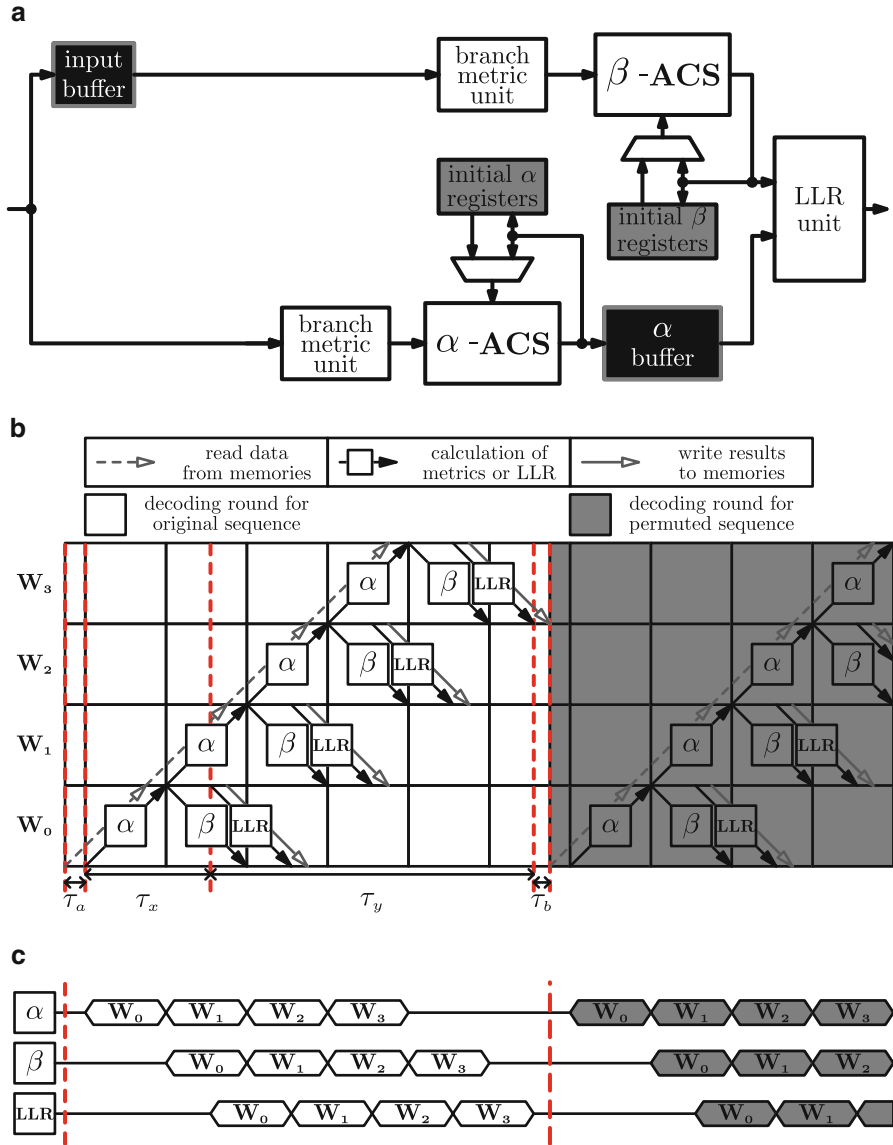 a
input
buffer
branch
metric
unit
β -ACS
initial α
registers
initial β
registers
LLR
unit
branch
metric
unit
α -ACS
α
buffer
b
read data
from memories
calculation of
metrics or LLR
write results
to memories
decoding round for
original sequence
decoding round for
permuted sequence
W₃ α β LLR α
W₂ α β LLR α β
W₁ α β LLR α β LLR
W₀ α β LLR α β LLR
τₐ τₓ τ_y τ_b
c
α W₀ W₁ W₂ W₃ W₀ W₁ W₂ W₃
β W₀ W₁ W₂ W₃ W₀ W₁ W₂
LLR W₀ W₁ W₂ W₃ W₀ W₁